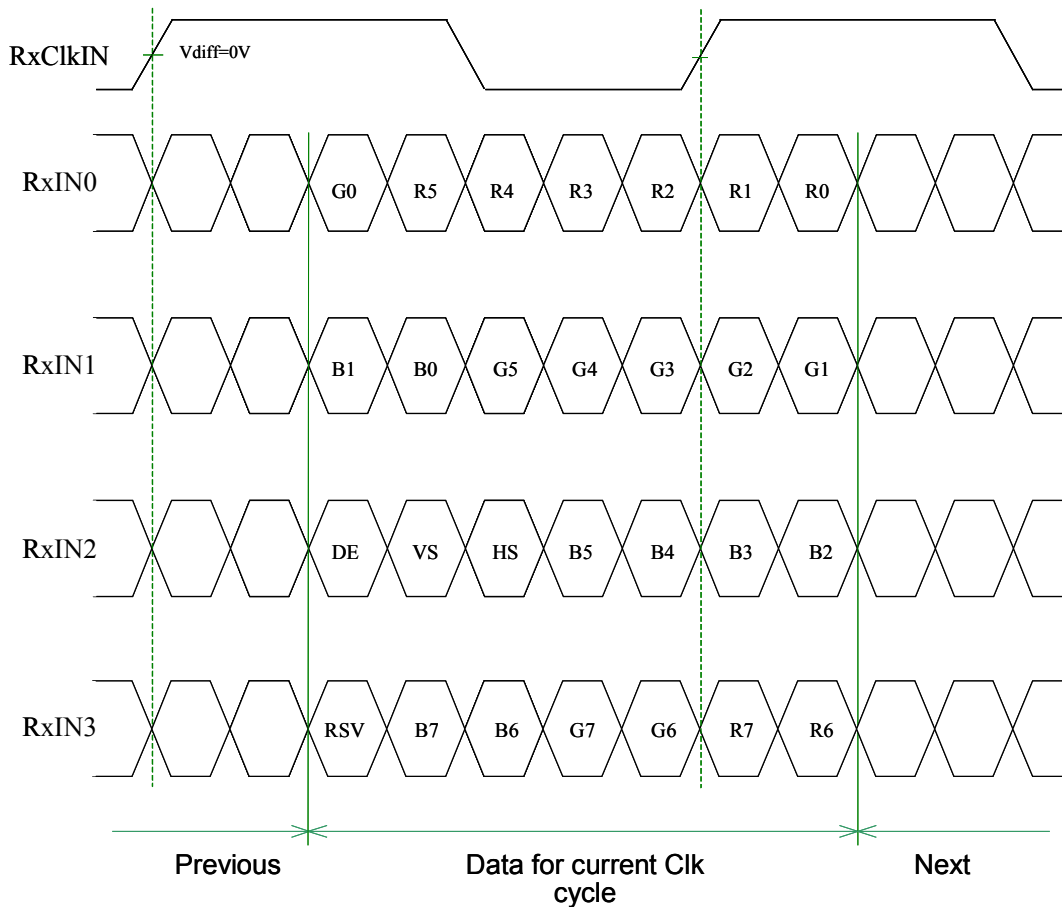 RxClkIN Vdiff=0V
RxIN0 G0 R5 R4 R3 R2 R1 R0
RxIN1 B1 B0 G5 G4 G3 G2 G1
RxIN2 DE VS HS B5 B4 B3 B2
RxIN3 RSV B7 B6 G7 G6 R7 R6
Previous Data for current Clk Next
cycle